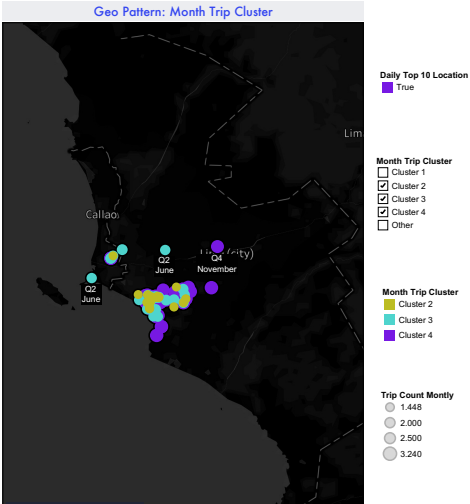 Geo Pattern: Month Trip Cluster
Daily Top 10 Location
True
Lim
Month Trip Cluster
Cluster 1
Cluster 2
Cluster 3
Cluster 4
Other
Callao
(city)
Q2
June
Q4
November
Q2
June
Month Trip Cluster
Cluster 2
Cluster 3
Cluster 4
Trip Count Montly
1.448
2.000
2.500
3.240